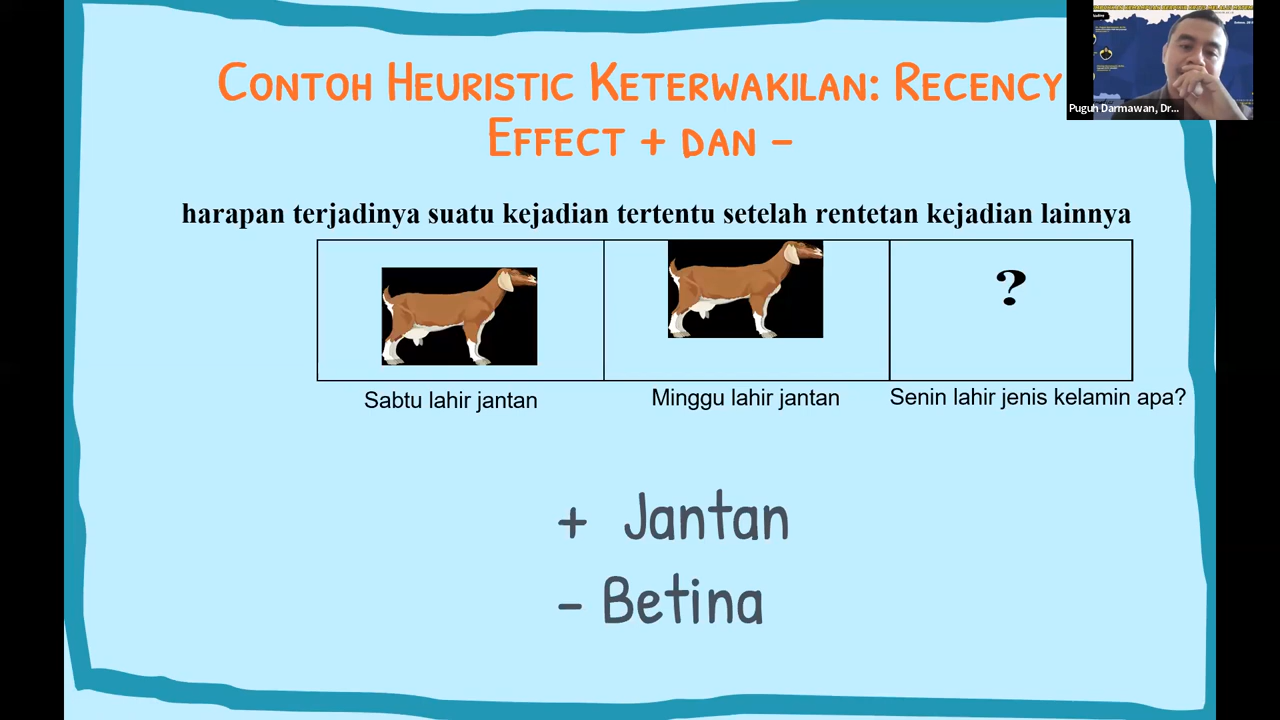 CONTOH HEURISTIC KETERWAKILAN: RECENCY
EFFECT + DAN -
harapan terjadinya suatu kejadian tertentu setelah rentetan kejadian lainnya
?
Sabtu lahir jantan
Minggu lahir jantan
Senin lahir jenis kelamin apa?
+ Jantan
- Betina
Puguh Darmawan, Dr...